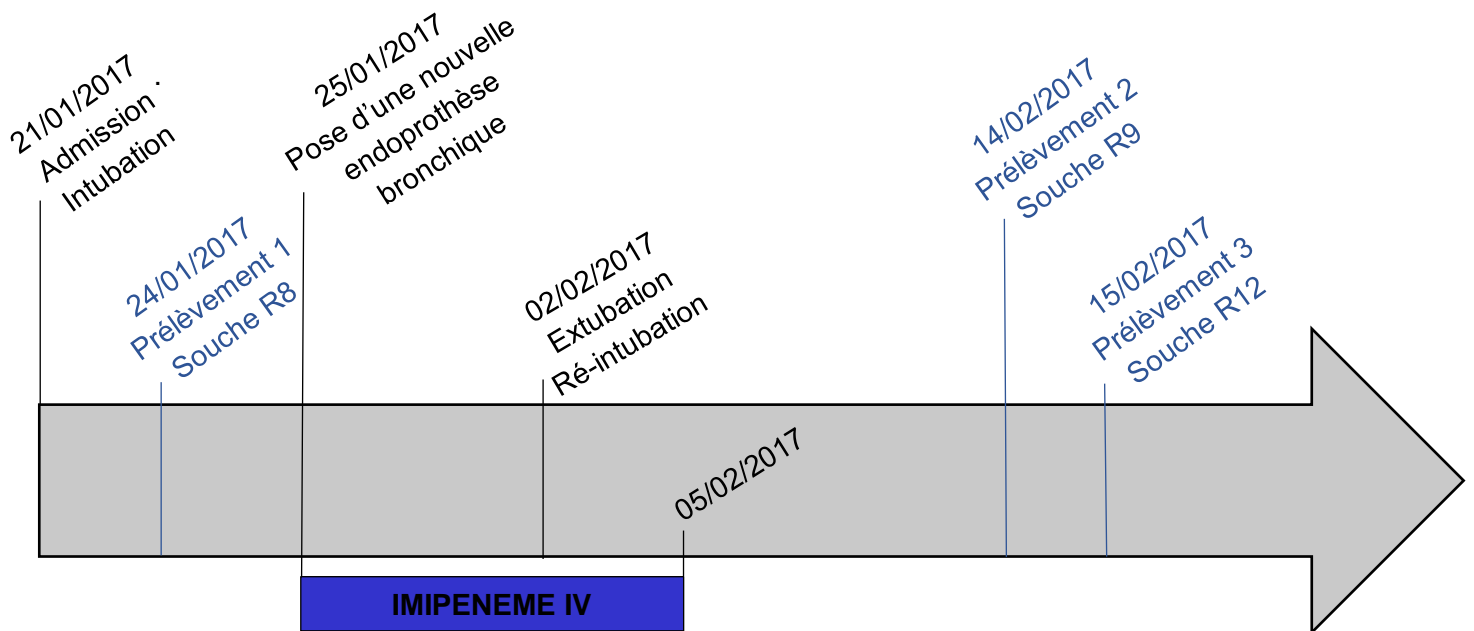 21/01/2017
Admission .
Intubation
24/01/2017
Prélèvement 1
Souche R8
25/01/2017
Pose d’une nouvelle
endoprothèse
bronchique
02/02/2017
Extubation
Ré-intubation
05/02/2017
14/02/2017
Prélèvement 2
Souche R9
15/02/2017
Prélèvement 3
Souche R12
IMIPENEME IV